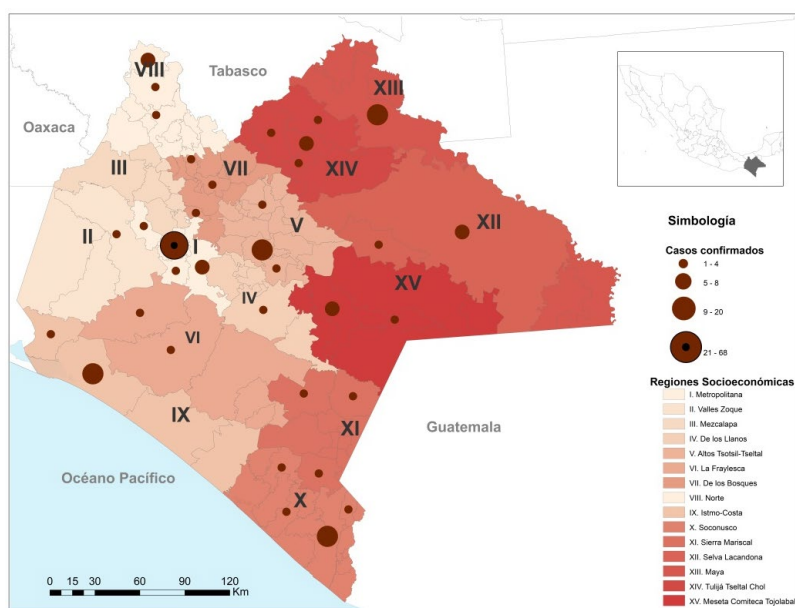 Tabasco
Oaxaca
Guatemala
Océano Pacífico
VIII
XIII
III
VII
XIV
II
I
V
XII
IV
XV
VI
IX
XI
X
0 15 30 60 90 120
Km
Simbología
Casos confirmados
1 - 4
5 - 8
9 - 20
21 - 68
Regiones Socioeconómicas
I. Metropolitana
II. Valles Zoque
III. Mezcalapa
IV. De los Llanos
V. Altos Tsotsil-Tseltal
VI. La Fraylesca
VII. De los Bosques
VIII. Norte
IX. Istmo-Costa
X. Soconusco
XI. Sierra Mariscal
XII. Selva Lacandona
XIII. Maya
XIV. Tulijá Tseltal Chol
XV. Meseta Comiteca Tojolabal